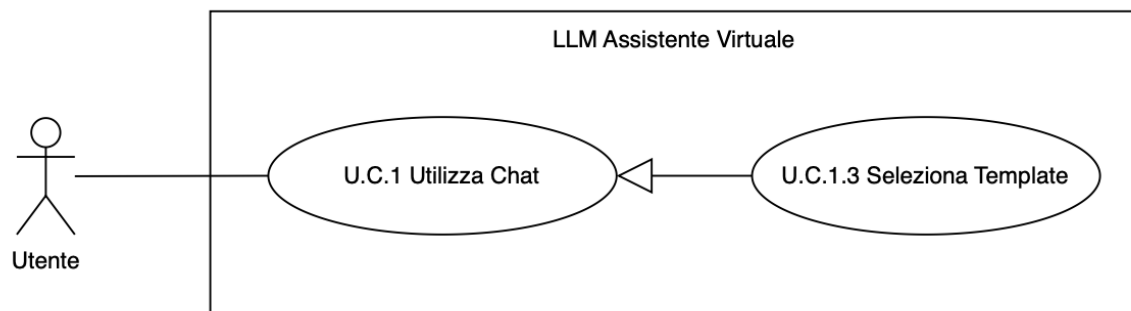 LLM Assistente Virtuale
U.C.1 Utilizza Chat
U.C.1.3 Seleziona Template
Utente